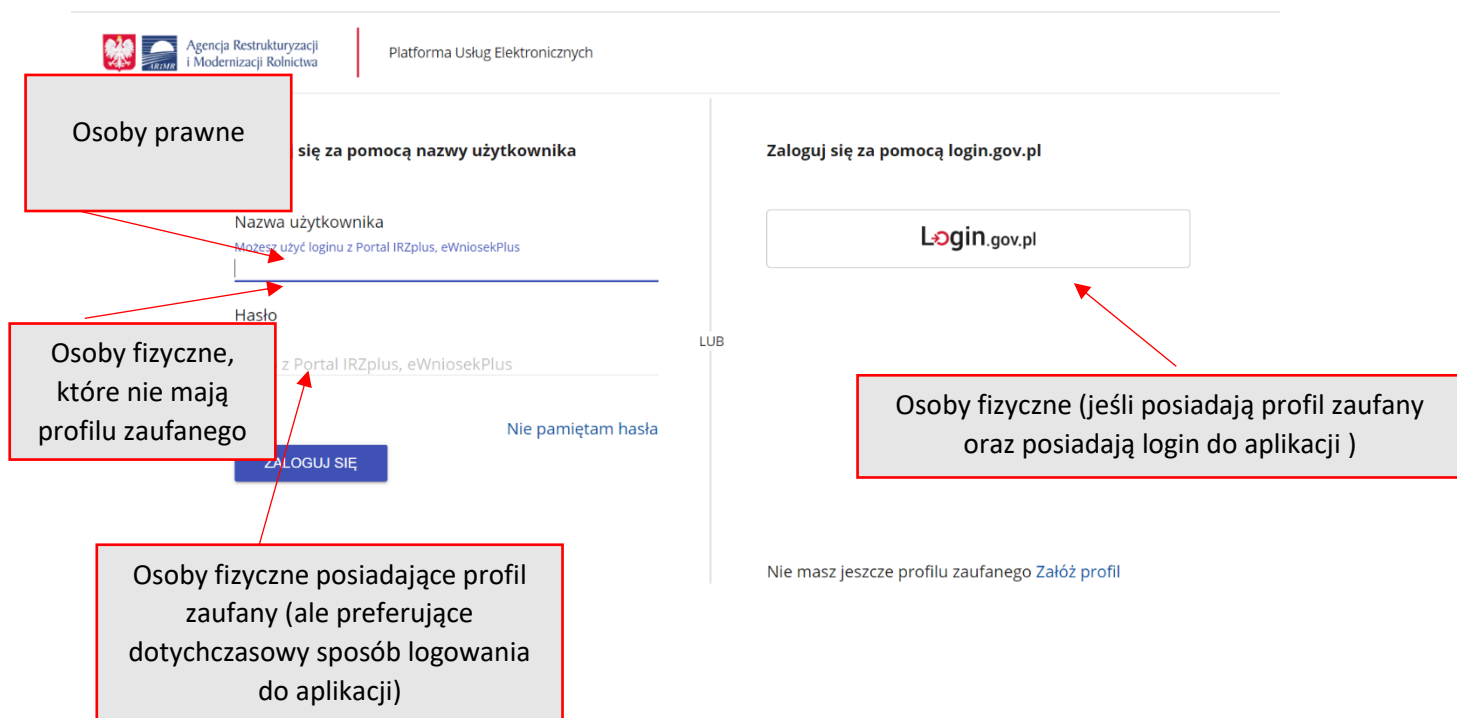 Agencja Restrukturyzacji
i Modernizacji Rolnictwa
ARiMR
Platforma Usług Elektronicznych
Osoby prawne
się za pomocą nazwy użytkownika
Nazwa użytkownika
Możesz użyć loginu z Portal IRZplus, eWniosekPlus
Hasło
Osoby fizyczne,
które nie mają
profilu zaufanego
z Portal IRZplus, eWniosekPlus
Nie pamiętam hasła
ZALOGUJ SIĘ
Osoby fizyczne posiadające profil
zaufany (ale preferujące
dotychczasowy sposób logowania
do aplikacji)
LUB
Zaloguj się za pomocą login.gov.pl
Login.gov.pl
Osoby fizyczne (jeśli posiadają profil zaufany
oraz posiadają login do aplikacji )
Nie masz jeszcze profilu zaufanego Załóż profil